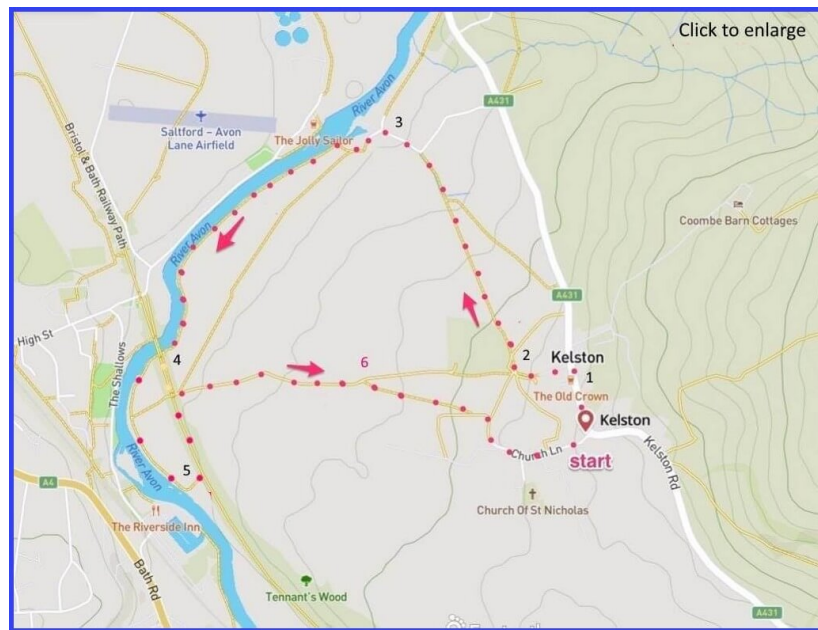 Click to enlarge
River Avon
A431
3
Saltford – Avon
Lane Airfield
The Jolly Sailor
Bristol & Bath Railway Path
Coombe Barn Cottages
River Avon
A431
High St
4
6
2
Kelston
1
The Shallows
The Old Crown
Kelston
Church Ln
start
Kelston Rd
River Avon
5
A4
Church Of St Nicholas
The Riverside Inn
Bath Rd
Tennant's Wood
A431